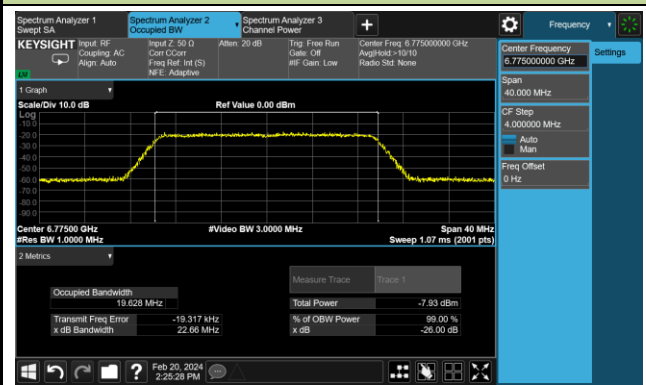 Spectrum Analyzer 1
Swept SA
Spectrum Analyzer 2
Occupied BW
Spectrum Analyzer 3
Channel Power
+
Frequency
KEYSIGHT
Input: RF
Coupling: AC
Align: Auto
Input Z: 50 Ω
Corr CCorr
Freq Ref: Int (S)
NFE: Adaptive
Atten: 20 dB
Trig: Free Run
Gate: Off
#IF Gain: Low
Center Freq: 6.775000000 GHz
Avg|Hold:>10/10
Radio Std: None
LXI
Center Frequency
6.775000000 GHz
Settings
Span
40.000 MHz
CF Step
4.000000 MHz
Auto
Man
Freq Offset
0 Hz
1 Graph
Scale/Div 10.0 dB
Ref Value 0.00 dBm
Log
-10.0
-20.0
-30.0
-40.0
-50.0
-60.0
-70.0
-80.0
-90.0
Center 6.77500 GHz
#Video BW 3.0000 MHz
Span 40 MHz
#Res BW 1.0000 MHz
Sweep 1.07 ms (2001 pts)
2 Metrics
Measure Trace
Trace 1
Occupied Bandwidth
19.628 MHz
Total Power
-7.93 dBm
Transmit Freq Error
-19.317 kHz
% of OBW Power
99.00 %
x dB Bandwidth
22.66 MHz
x dB
-26.00 dB
?
Feb 20, 2024
2:25:28 PM